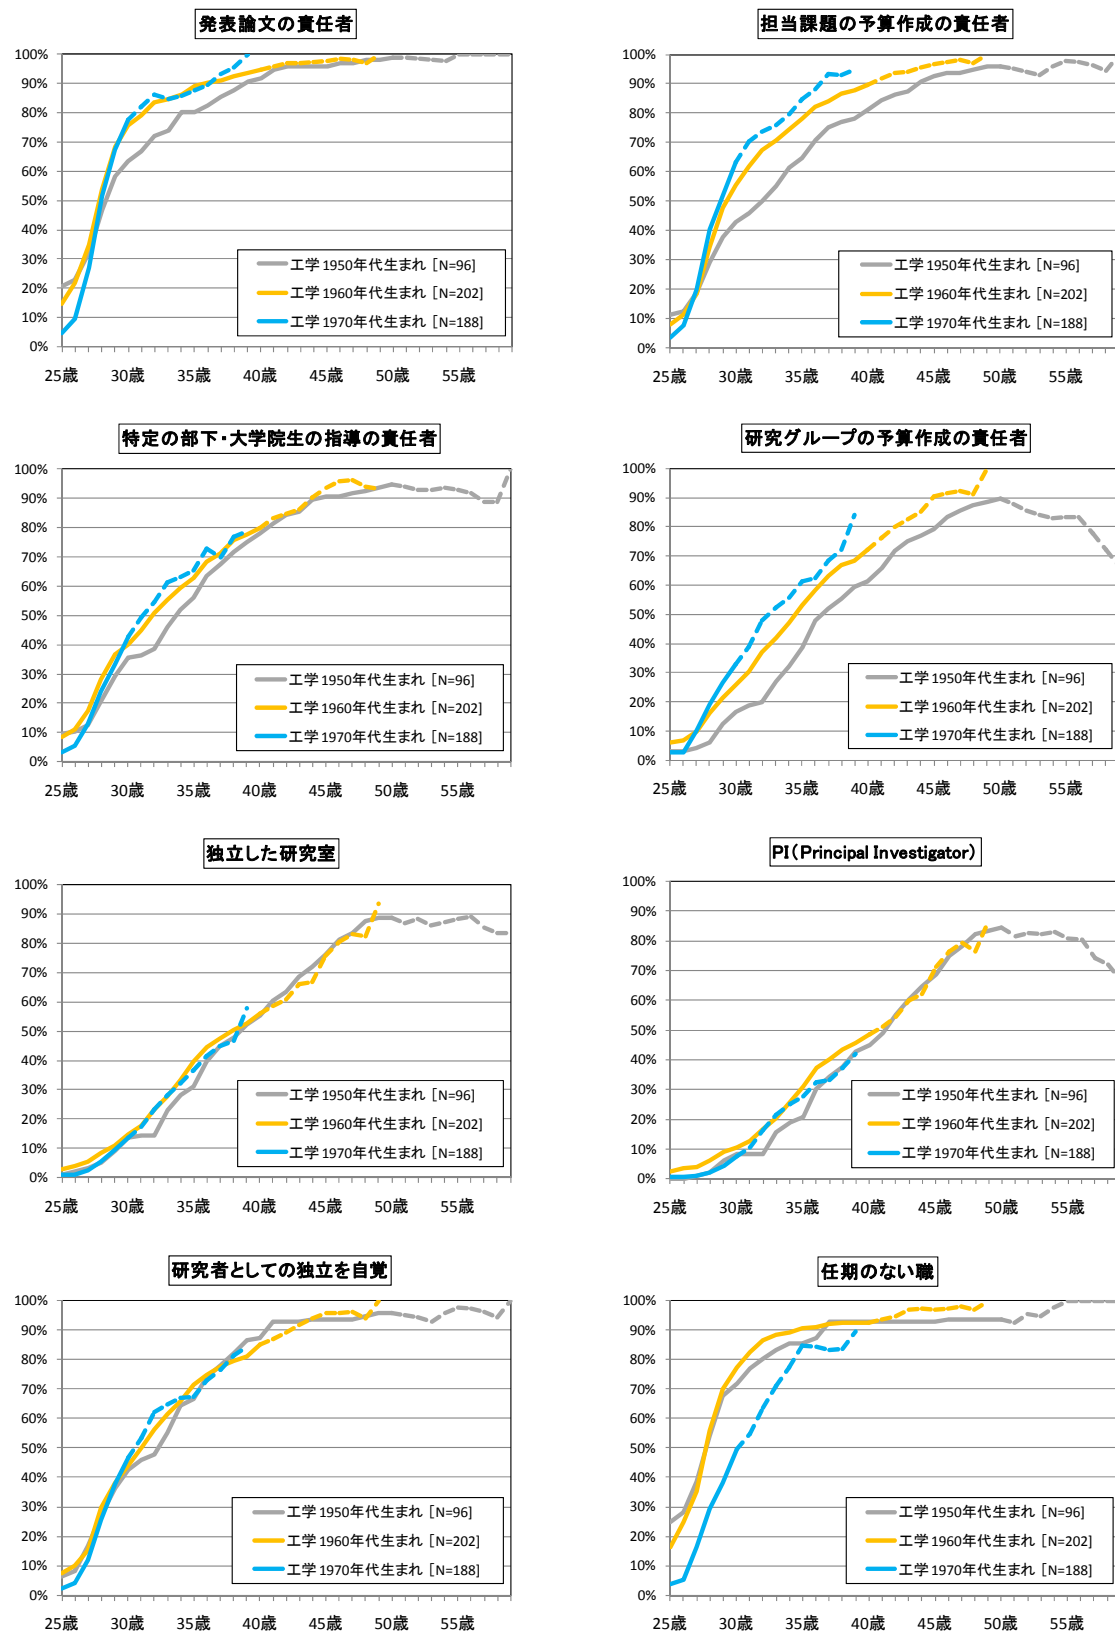 発表論文の責任者
100%
90%
80%
70%
60%
50%
40%
30%
20%
10%
0%
工学 1950年代生まれ [N=96]
工学 1960年代生まれ [N=202]
工学 1970年代生まれ [N=188]
25歳 30歳 35歳 40歳 45歳 50歳 55歳
担当課題の予算作成の責任者
100%
90%
80%
70%
60%
50%
40%
30%
20%
10%
0%
工学 1950年代生まれ [N=96]
工学 1960年代生まれ [N=202]
工学 1970年代生まれ [N=188]
25歳 30歳 35歳 40歳 45歳 50歳 55歳
特定の部下・大学院生の指導の責任者
100%
90%
80%
70%
60%
50%
40%
30%
20%
10%
0%
工学 1950年代生まれ [N=96]
工学 1960年代生まれ [N=202]
工学 1970年代生まれ [N=188]
25歳 30歳 35歳 40歳 45歳 50歳 55歳
研究グループの予算作成の責任者
100%
90%
80%
70%
60%
50%
40%
30%
20%
10%
0%
工学 1950年代生まれ [N=96]
工学 1960年代生まれ [N=202]
工学 1970年代生まれ [N=188]
25歳 30歳 35歳 40歳 45歳 50歳 55歳
独立した研究室
100%
90%
80%
70%
60%
50%
40%
30%
20%
10%
0%
工学 1950年代生まれ [N=96]
工学 1960年代生まれ [N=202]
工学 1970年代生まれ [N=188]
25歳 30歳 35歳 40歳 45歳 50歳 55歳
PI(Principal Investigator)
100%
90%
80%
70%
60%
50%
40%
30%
20%
10%
0%
工学 1950年代生まれ [N=96]
工学 1960年代生まれ [N=202]
工学 1970年代生まれ [N=188]
25歳 30歳 35歳 40歳 45歳 50歳 55歳
研究者としての独立を自覚
100%
90%
80%
70%
60%
50%
40%
30%
20%
10%
0%
工学 1950年代生まれ [N=96]
工学 1960年代生まれ [N=202]
工学 1970年代生まれ [N=188]
25歳 30歳 35歳 40歳 45歳 50歳 55歳
任期のない職
100%
90%
80%
70%
60%
50%
40%
30%
20%
10%
0%
工学 1950年代生まれ [N=96]
工学 1960年代生まれ [N=202]
工学 1970年代生まれ [N=188]
25歳 30歳 35歳 40歳 45歳 50歳 55歳